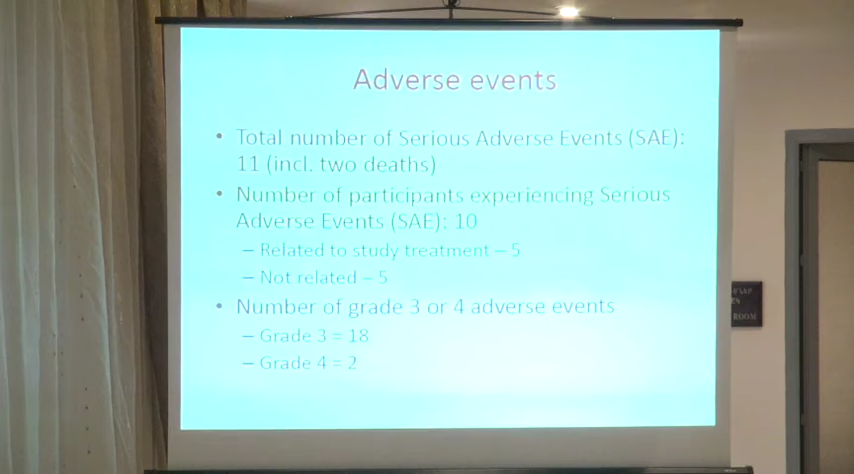 Adverse events
• Total number of Serious Adverse Events (SAE):
11 (incl. two deaths)
• Number of participants experiencing Serious
Adverse Events (SAE): 10
– Related to study treatment – 5
– Not related – 5
• Number of grade 3 or 4 adverse events
– Grade 3 = 18
– Grade 4 = 2
ROOM